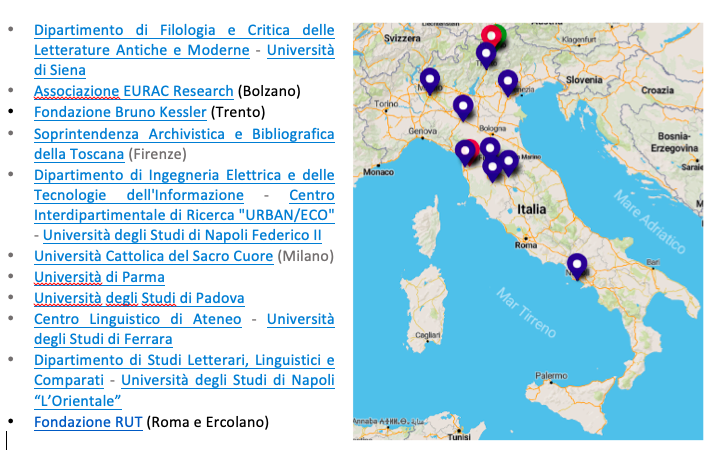 Dipartimento di Filologia e Critica delle
Letterature Antiche e Moderne - Università
di Siena
Associazione EURAC Research (Bolzano)
Fondazione Bruno Kessler (Trento)
Soprintendenza Archivistica e Bibliografica
della Toscana (Firenze)
Dipartimento di Ingegneria Elettrica e delle
Tecnologie dell'Informazione - Centro
Interdipartimentale di Ricerca "URBAN/ECO"
- Università degli Studi di Napoli Federico II
Università Cattolica del Sacro Cuore (Milano)
Università di Parma
Università degli Studi di Padova
Centro Linguistico di Ateneo - Università
degli Studi di Ferrara
Dipartimento di Studi Letterari, Linguistici e
Comparati - Università degli Studi di Napoli
“L’Orientale”
Fondazione RUT (Roma e Ercolano)
Svizzera
Austria
Klagenfurt
Slovenia
Croazia
Torino
Genova
Bologna
Bosnia-
Erzegovina
Monaco
Italia
Mare Adriatico
Roma
Bari
Mar Tirreno
Cagliari
Palermo
Tunisi